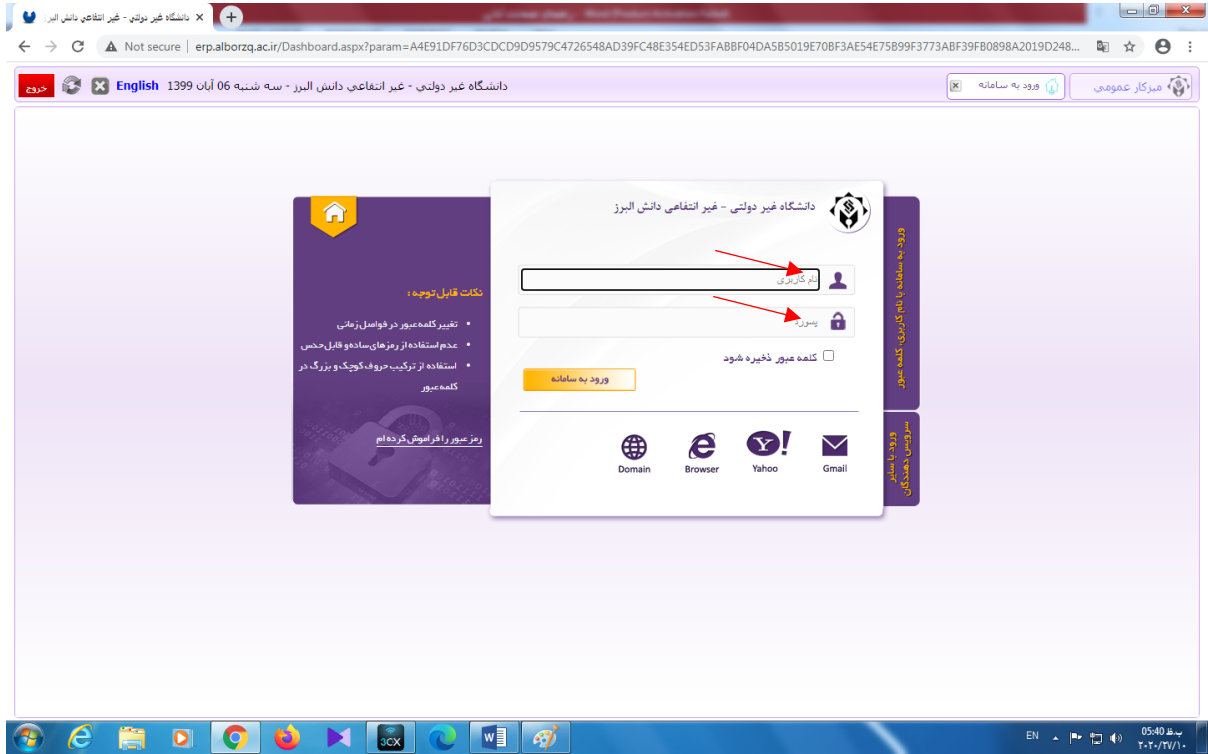 دانشگاه غیر دولتی - غیر انتفاعی دانش البرز
Not secure | erp.alborzq.ac.ir/Dashboard.aspx?param=A4E91DF76D3CDCD9D9579C4726548AD39FC48E354ED53FABBF04DA5B5019E70BF3AE54E75B99F3773ABF39FB0898A2019D248...
میزکار عمومی
ورود به سامانه
دانشگاه غیر دولتی - غیر انتفاعی دانش البرز - سه شنبه 06 آبان 1399 English
خروج
دانشگاه غیر دولتی - غیر انتفاعی دانش البرز
نام کاربری
پسورد
کلمه عبور ذخیره شود
ورود به سامانه
Gmail
Yahoo
Browser
Domain
ورود به سامانه با نام کاربری، کلمه عبور
ورود با سایر
سرویس دهندگان
نکات قابل توجه :
تغییر کلمه عبور در فواصل زمانی
عدم استفاده از رمزهای ساده و قابل حدس
استفاده از ترکیب حروف کوچک و بزرگ در
کلمه عبور
رمز عبور را فراموش کرده ام
3CX
EN
05:40 ب.ظ
۲۰۲۰/۲۷/۱۰